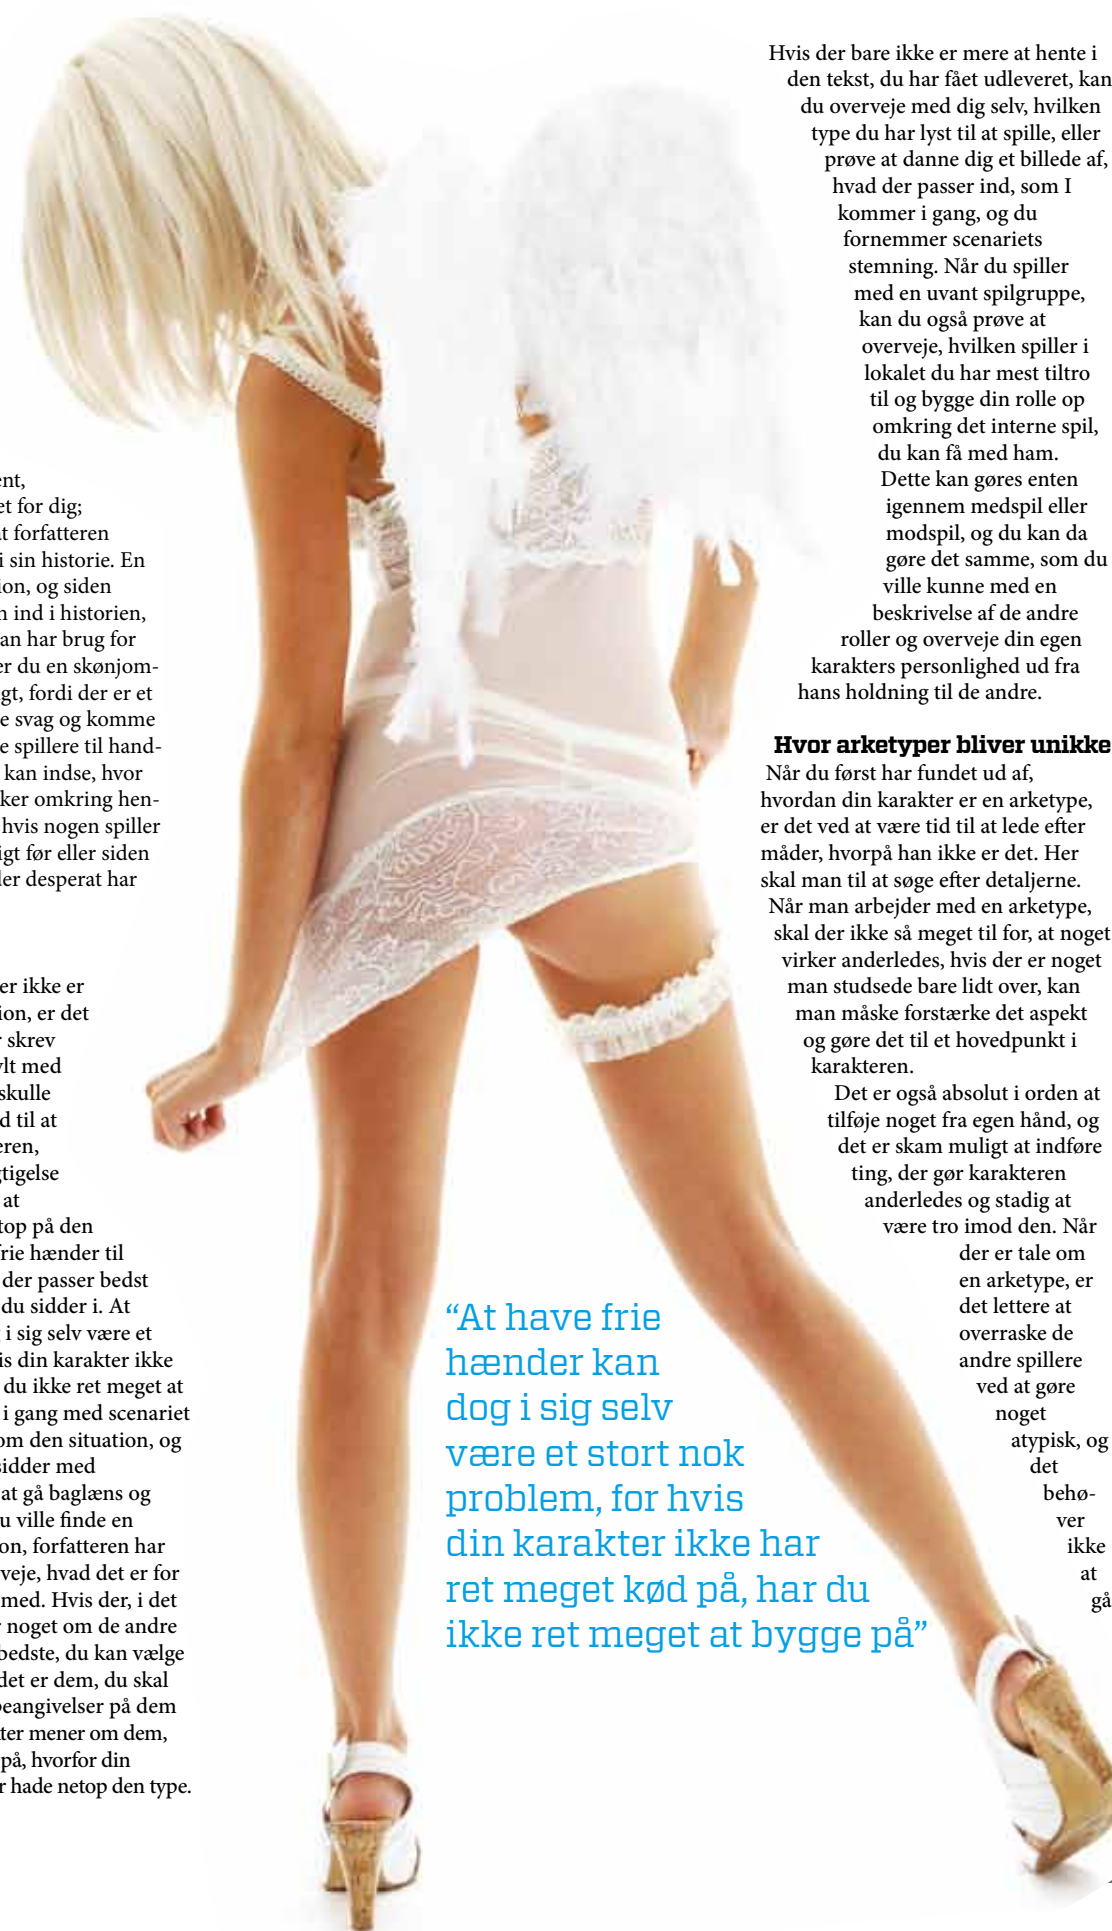 ent,
et for dig;
at forfatteren
i sin historie. En
ion, og siden
n ind i historien,
an har brug for
er du en skønjom-
gt, fordi der er et
e svag og komme
e spillere til hand-
kan indse, hvor
ker omkring hen-
hvis nogen spiller
igt før eller siden
ler desperat har
er ikke er
ion, er det
r skrev
ylt med
skulle
d til at
eren,
gtigelse
at
top på den
frie hænder til
der passer bedst
du sidder i. At
g i sig selv være et
is din karakter ikke
du ikke ret meget at
i gang med scenariet
om den situation, og
sidder med
at gå baglæns og
u ville finde en
on, forfatteren har
veje, hvad det er for
med. Hvis der, i det
r noget om de andre
bedste, du kan vælge
det er dem, du skal
peangivelser på dem
ter mener om dem,
på, hvorfor din
r hade netop den type.
“At have frie
hænder kan
dog i sig selv
være et stort nok
problem, for hvis
din karakter ikke har
ret meget kød på, har du
ikke ret meget at bygge på”
Hvis der bare ikke er mere at hente i
den tekst, du har fået udleveret, kan
du overveje med dig selv, hvilken
type du har lyst til at spille, eller
prøve at danne dig et billede af,
hvad der passer ind, som I
kommer i gang, og du
fornemmer scenariets
stemning. Når du spiller
med en uvant spilgruppe,
kan du også prøve at
overveje, hvilken spiller i
lokalet du har mest tiltro
til og bygge din rolle op
omkring det interne spil,
du kan få med ham.
Dette kan gøres enten
igennem medspil eller
modspil, og du kan da
gøre det samme, som du
ville kunne med en
beskrivelse af de andre
roller og overveje din egen
karakters personlighed ud fra
hans holdning til de andre.
Hvor arketyper bliver unikke
Når du først har fundet ud af,
hvordan din karakter er en arketype,
er det ved at være tid til at lede efter
måder, hvorpå han ikke er det. Her
skal man til at søge efter detaljerne.
Når man arbejder med en arketype,
skal der ikke så meget til for, at noget
virker anderledes, hvis der er noget
man studsede bare lidt over, kan
man måske forstærke det aspekt
og gøre det til et hovedpunkt i
karakteren.
Det er også absolut i orden at
tilføje noget fra egen hånd, og
det er skam muligt at indføre
ting, der gør karakteren
anderledes og stadig at
være tro imod den. Når
der er tale om
en arketype, er
det lettere at
overraske de
andre spillere
ved at gøre
noget
atypisk, og
det
behø-
ver
ikke
at
gå